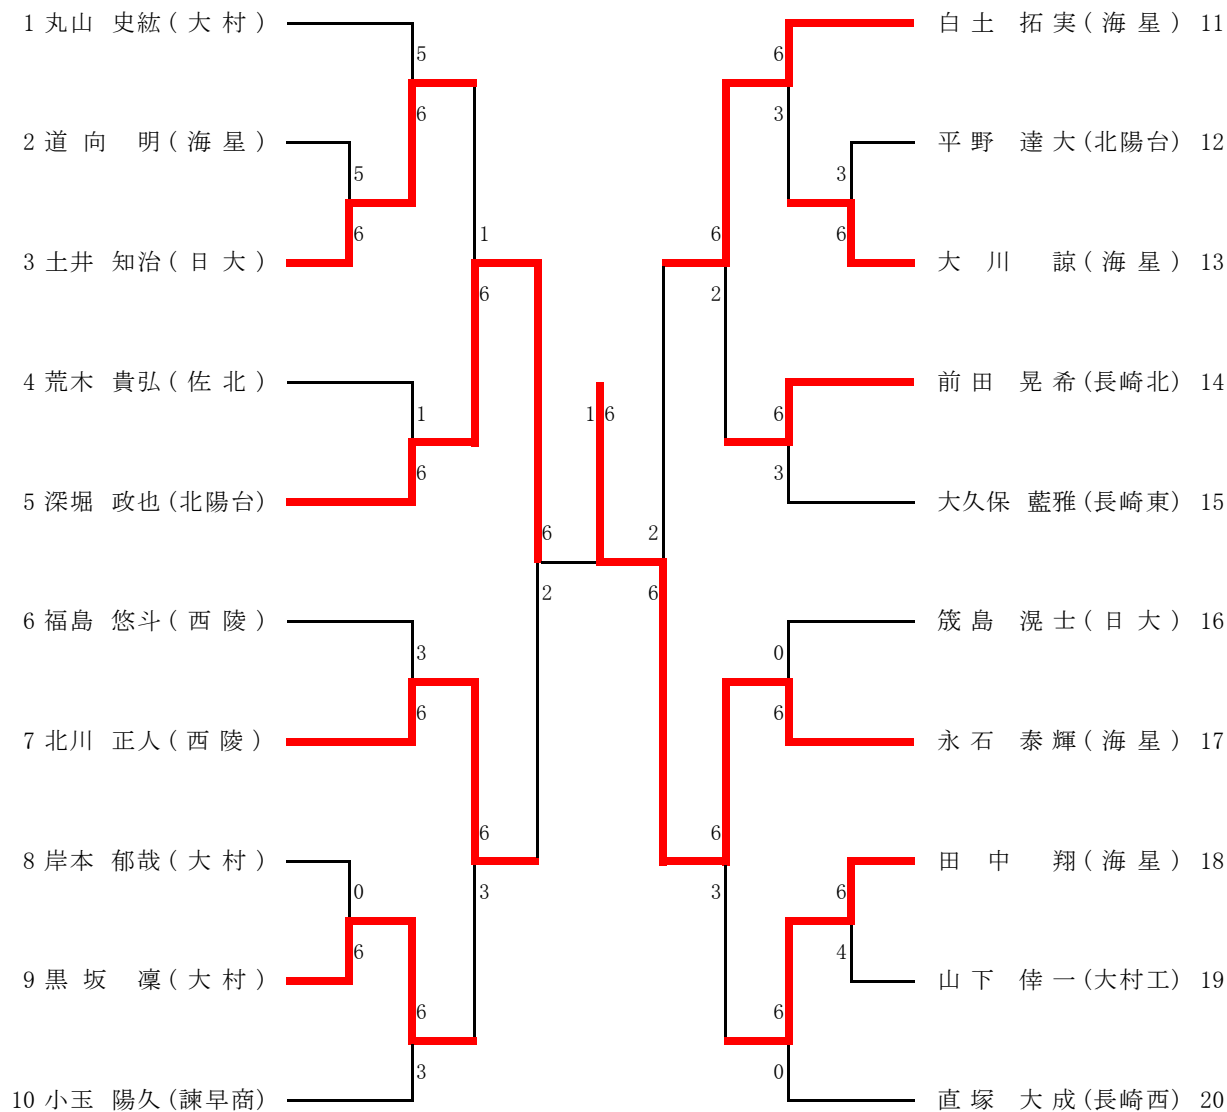 1 丸山 史紘 ( 大 村 )
5
6
2 道 向 明 ( 海 星 )
5
6
3 土井 知治 ( 日 大 )
1
6
4 荒木 貴弘 ( 佐 北 )
1
6
5 深堀 政也 (北陽台)
6
2
6 福島 悠斗 ( 西 陵 )
3
6
7 北川 正人 ( 西 陵 )
6
3
8 岸本 郁哉 ( 大 村 )
0
6
9 黒 坂 凜 ( 大 村 )
6
3
10 小玉 陽久 (諫早商)
1 6
白 土 拓 実 ( 海 星 ) 11
6
3
平 野 達 大 (北陽台) 12
3
6
大 川 諒 ( 海 星 ) 13
6
2
前 田 晃 希 (長崎北) 14
6
3
大久保 藍雅 (長崎東) 15
2
6
筬 島 滉 士 ( 日 大 ) 16
0
6
永 石 泰 輝 ( 海 星 ) 17
6
3
田 中 翔 ( 海 星 ) 18
6
4
山 下 倖 一 (大村工) 19
6
0
直 塚 大 成 (長崎西) 20